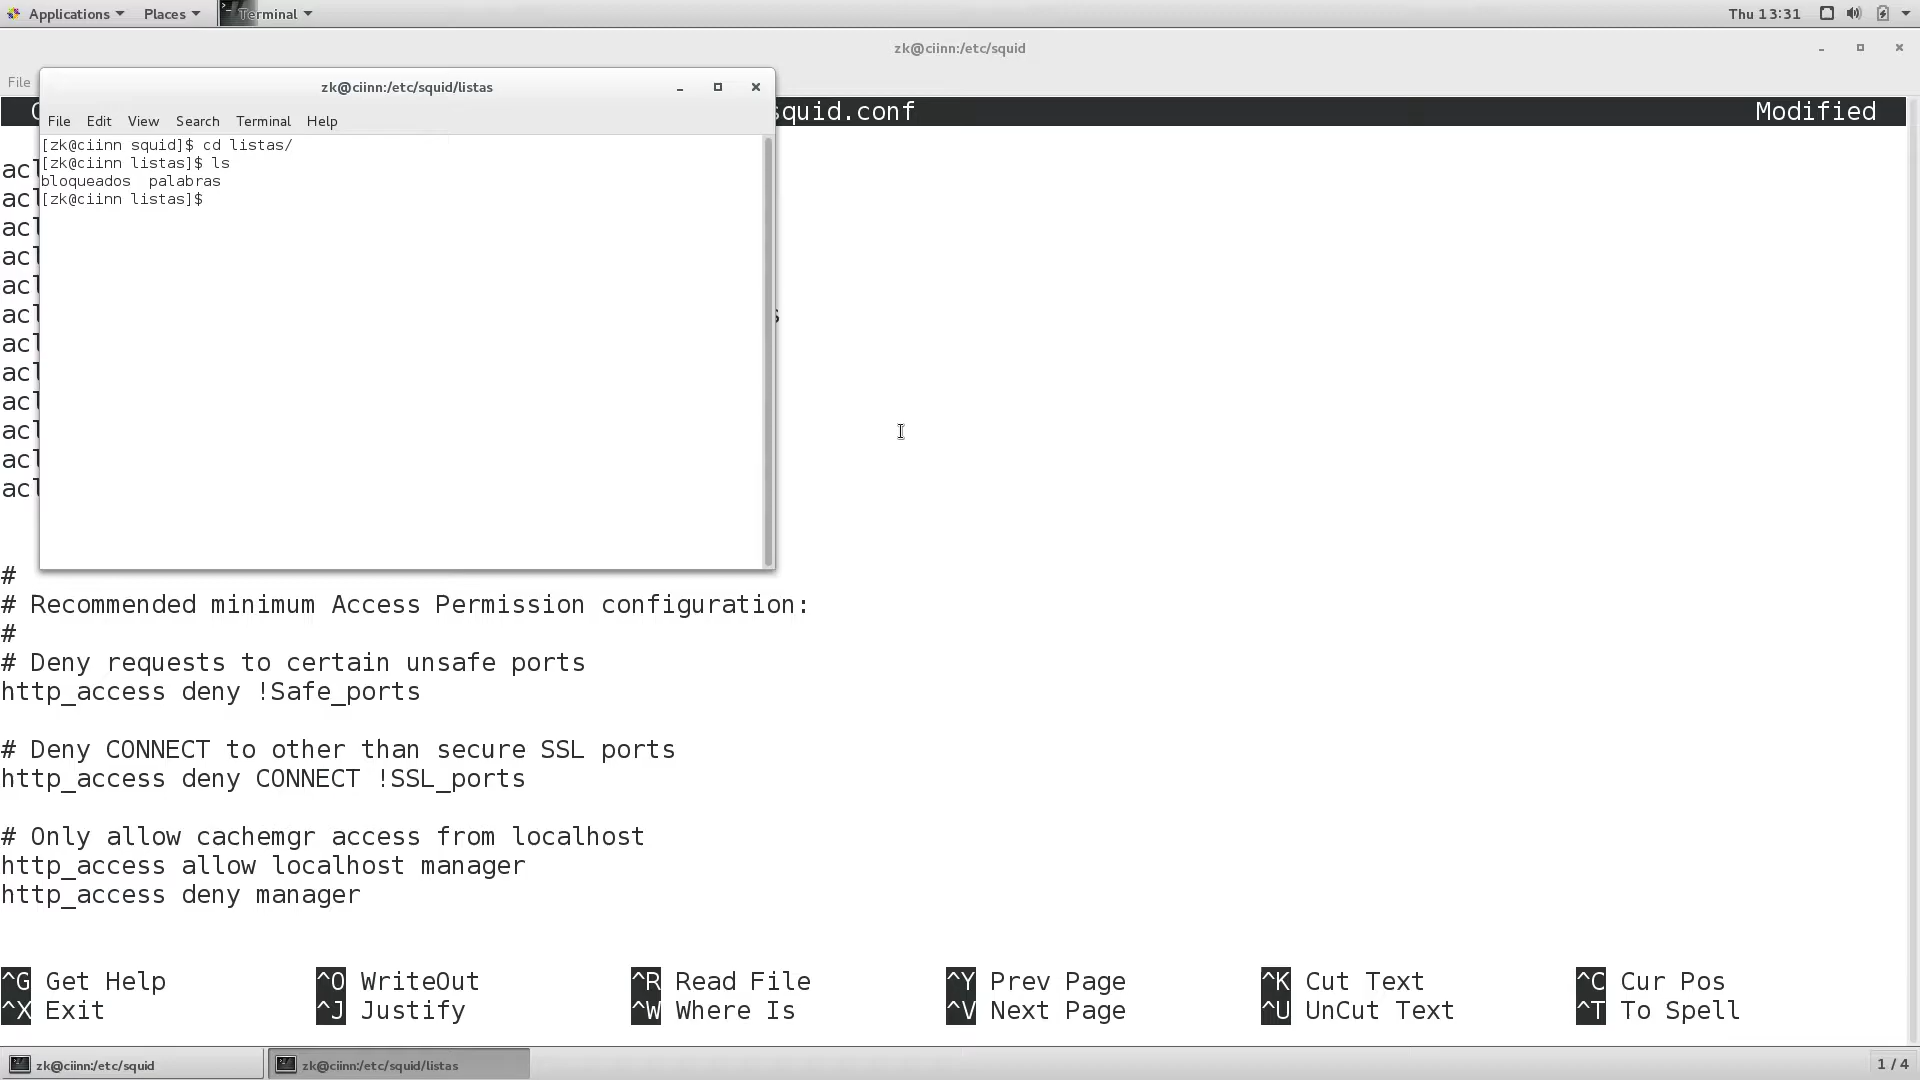 Applications Places Terminal Thu 13:31
zk@ciinn:/etc/squid
File
squid.conf Modified
zk@ciinn:/etc/squid/listas
File Edit View Search Terminal Help
[zk@ciinn squid]$ cd listas/
[zk@ciinn listas]$ ls
bloqueados palabras
[zk@ciinn listas]$
acl
acl
acl
acl
acl
acl
acl
acl
acl
acl
acl
acl
#
# Recommended minimum Access Permission configuration:
#
# Deny requests to certain unsafe ports
http_access deny !Safe_ports
# Deny CONNECT to other than secure SSL ports
http_access deny CONNECT !SSL_ports
# Only allow cachemgr access from localhost
http_access allow localhost manager
http_access deny manager
^G Get Help ^O WriteOut ^R Read File ^Y Prev Page ^K Cut Text ^C Cur Pos
^X Exit ^J Justify ^W Where Is ^V Next Page ^U UnCut Text ^T To Spell
zk@ciinn:/etc/squid zk@ciinn:/etc/squid/listas 1 / 4